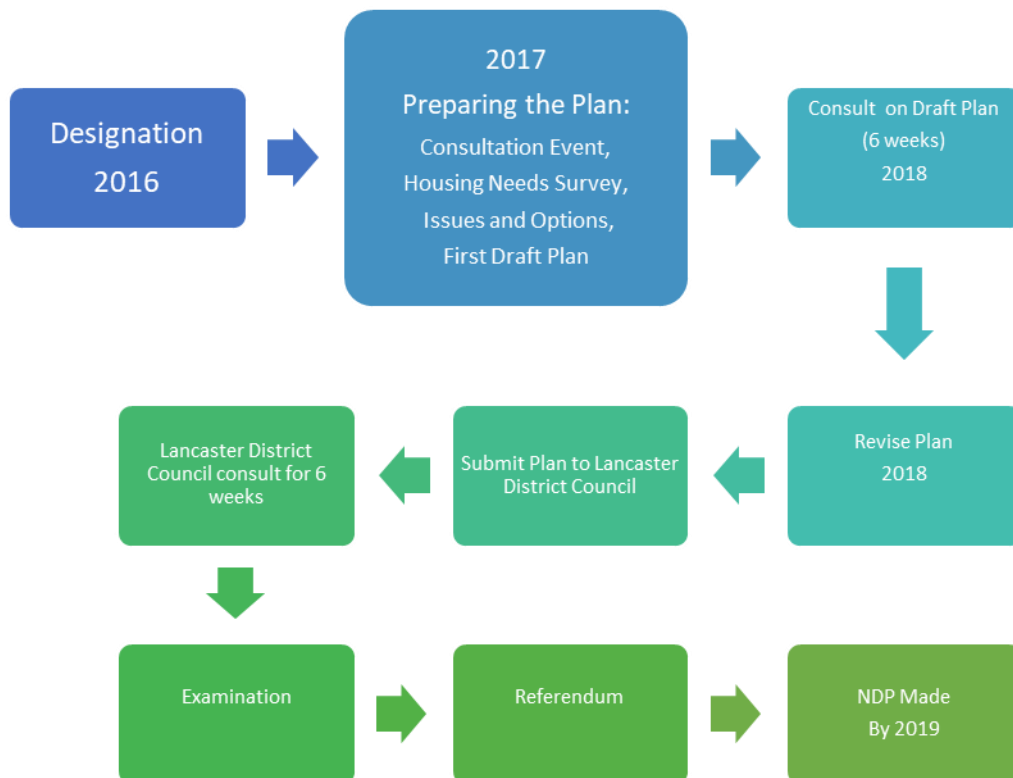 Designation
2016
2017
Preparing the Plan:
Consultation Event,
Housing Needs Survey,
Issues and Options,
First Draft Plan
Consult on Draft Plan
(6 weeks)
2018
Revise Plan
2018
Submit Plan to Lancaster
District Council
Lancaster District
Council consult for 6
weeks
Examination
Referendum
NDP Made
By 2019